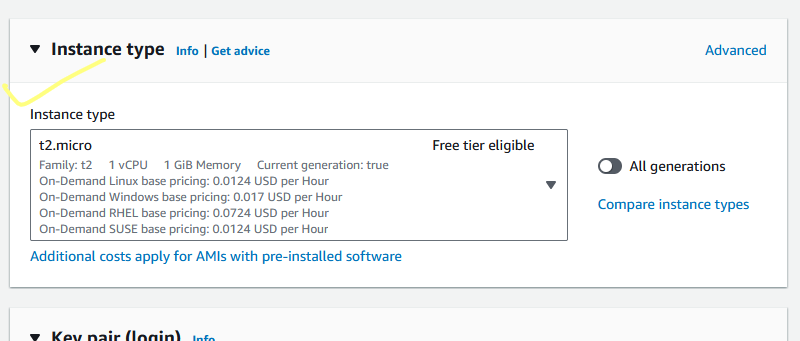 Instance type Info | Get advice Advanced
Instance type
t2.micro Free tier eligible
Family: t2 1 vCPU 1 GiB Memory Current generation: true
On-Demand Linux base pricing: 0.0124 USD per Hour
On-Demand Windows base pricing: 0.017 USD per Hour
On-Demand RHEL base pricing: 0.0724 USD per Hour
On-Demand SUSE base pricing: 0.0124 USD per Hour
All generations
Compare instance types
Additional costs apply for AMIs with pre-installed software
Key pair (login) Info